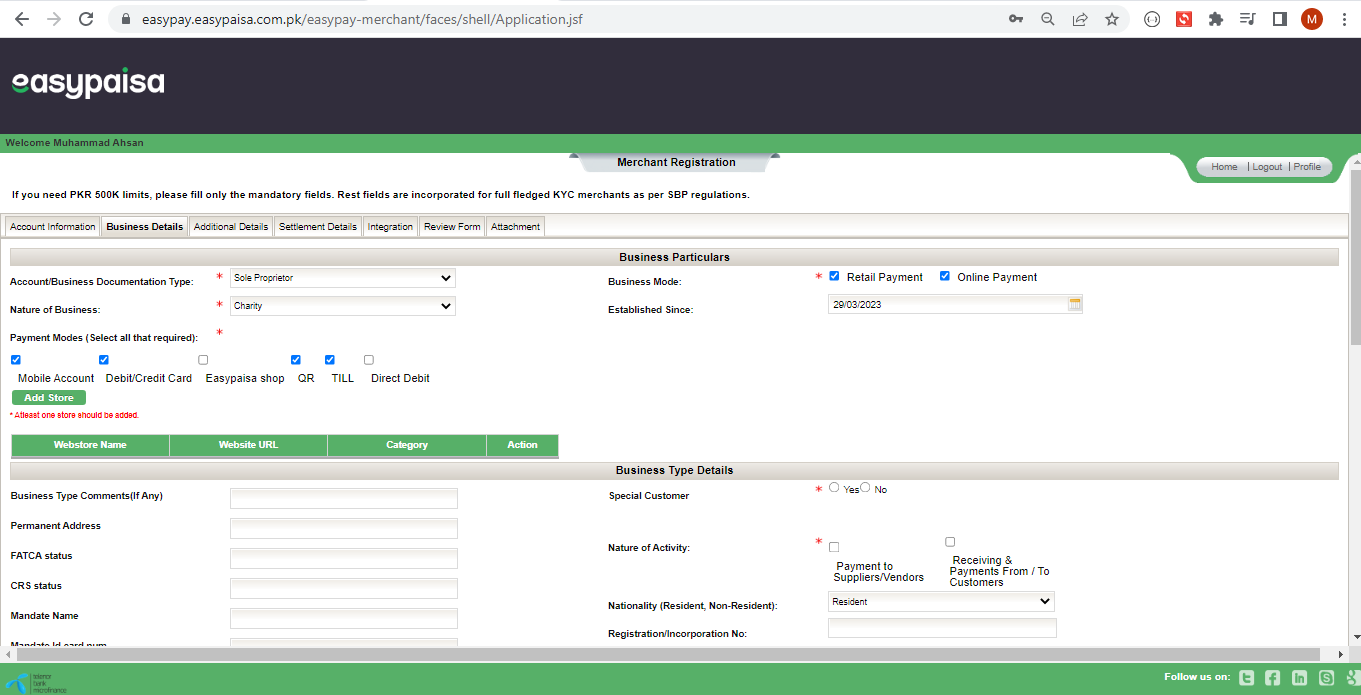 easypay.easypaisa.com.pk/easypay-merchant/faces/shell/Application.jsf
M
easypaisa
Welcome Muhammad Ahsan
Merchant Registration
Home | Logout | Profile
If you need PKR 500K limits, please fill only the mandatory fields. Rest fields are incorporated for full fledged KYC merchants as per SBP regulations.
Account Information Business Details Additional Details Settlement Details Integration Review Form Attachment
Business Particulars
Account/Business Documentation Type: * Sole Proprietor Business Mode: * Retail Payment Online Payment
Nature of Business: * Charity Established Since: 29/03/2023
Payment Modes (Select all that required): *
Mobile Account Debit/Credit Card Easypaisa shop QR TILL Direct Debit
Add Store
* Atleast one store should be added.
Webstore Name Website URL Category Action
Business Type Details
Business Type Comments(If Any) Special Customer * Yes No
Permanent Address
FATCA status Nature of Activity: * Payment to Suppliers/Vendors Receiving & Payments From / To Customers
CRS status
Mandate Name Nationality (Resident, Non-Resident): Resident
Mandate Id card num Registration/Incorporation No:
telenor
bank
microfinance
Follow us on: